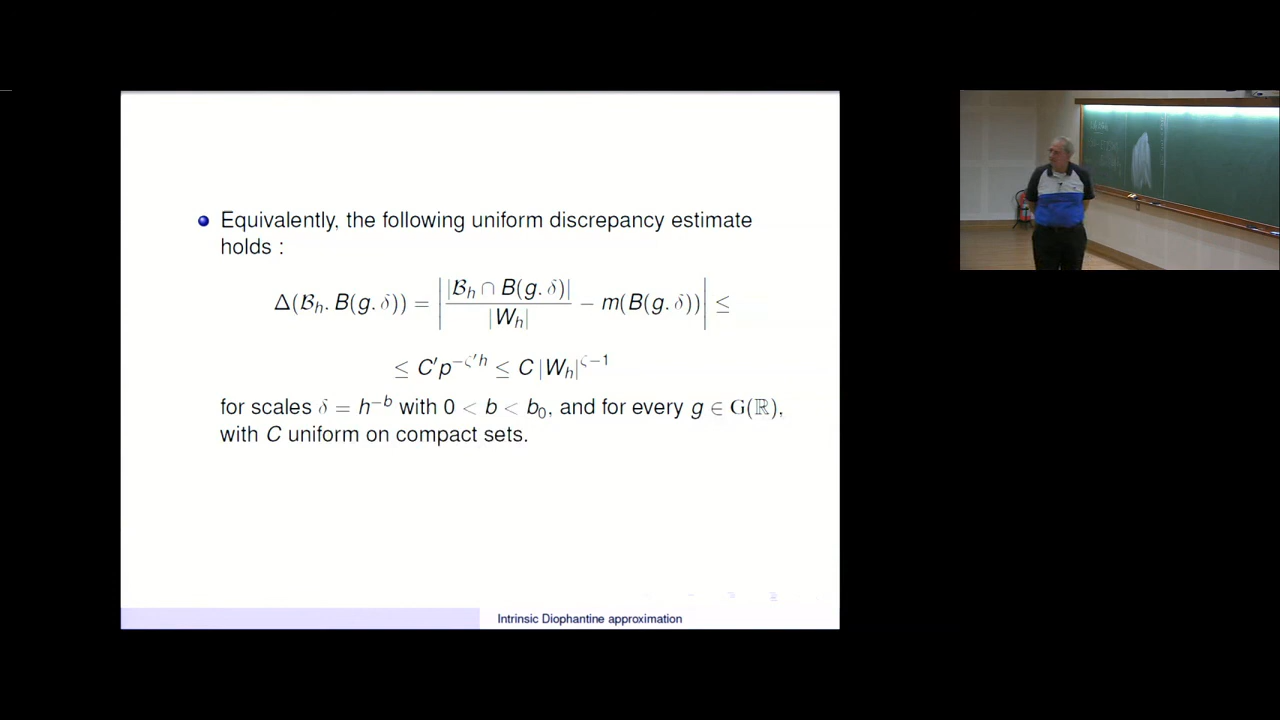 Equivalently, the following uniform discrepancy estimate
holds :
Δ(𝓑_h, B(g, δ)) = | |𝓑_h ∩ B(g, δ)| / |W_h| − m(B(g, δ)) | ≤
≤ C′p^{−ζ′h} ≤ C |W_h|^{ζ−1}
for scales δ = h^{−b} with 0 < b < b_0, and for every g ∈ G(ℝ),
with C uniform on compact sets.
Intrinsic Diophantine approximation